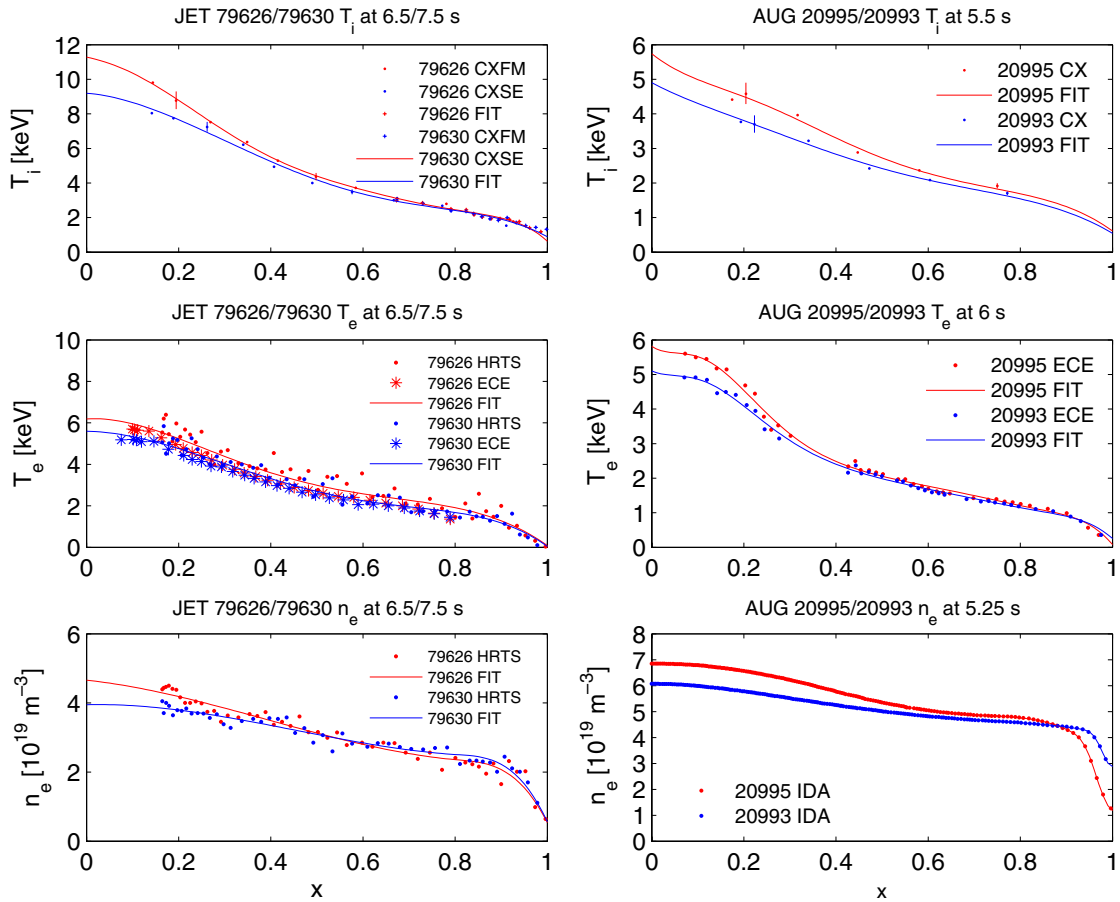 JET 79626/79630 T_i at 6.5/7.5 s
T_i [keV]
12
10
8
6
4
2
0
0 0.2 0.4 0.6 0.8 1
79626 CXFM
79626 CXSE
79626 FIT
79630 CXFM
79630 CXSE
79630 FIT
AUG 20995/20993 T_i at 5.5 s
T_i [keV]
6
5
4
3
2
1
0
0 0.2 0.4 0.6 0.8 1
20995 CX
20995 FIT
20993 CX
20993 FIT
JET 79626/79630 T_e at 6.5/7.5 s
T_e [keV]
10
8
6
4
2
0
0 0.2 0.4 0.6 0.8 1
79626 HRTS
79626 ECE
79626 FIT
79630 HRTS
79630 ECE
79630 FIT
AUG 20995/20993 T_e at 6 s
T_e [keV]
6
5
4
3
2
1
0
0 0.2 0.4 0.6 0.8 1
20995 ECE
20995 FIT
20993 ECE
20993 FIT
JET 79626/79630 n_e at 6.5/7.5 s
n_e [10^19 m^-3]
6
4
2
0
0 0.2 0.4 0.6 0.8 1
x
79626 HRTS
79626 FIT
79630 HRTS
79630 FIT
AUG 20995/20993 n_e at 5.25 s
n_e [10^19 m^-3]
8
7
6
5
4
3
2
1
0
0 0.2 0.4 0.6 0.8 1
x
20995 IDA
20993 IDA